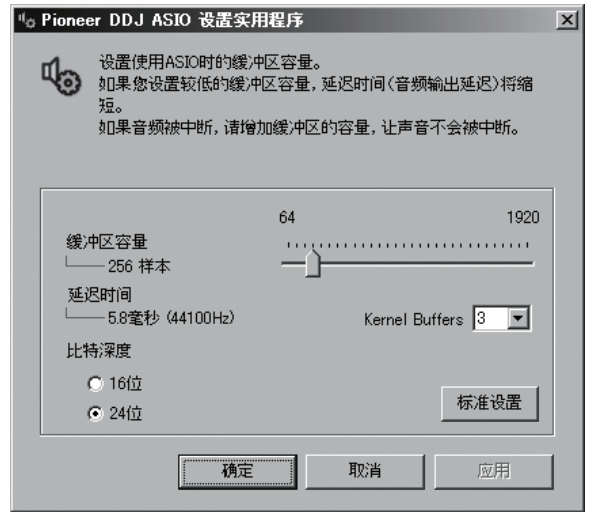 Pioneer DDJ ASIO 设置实用程序
设置使用ASIO时的缓冲区容量。
如果您设置较低的缓冲区容量，延迟时间（音频输出延迟）将缩
短。
如果音频被中断，请增加缓冲区的容量，让声音不会被中断。
64 1920
缓冲区容量
256 样本
延迟时间
5.8毫秒 (44100Hz)
Kernel Buffers 3
比特深度
16位
24位
标准设置
确定 取消 应用